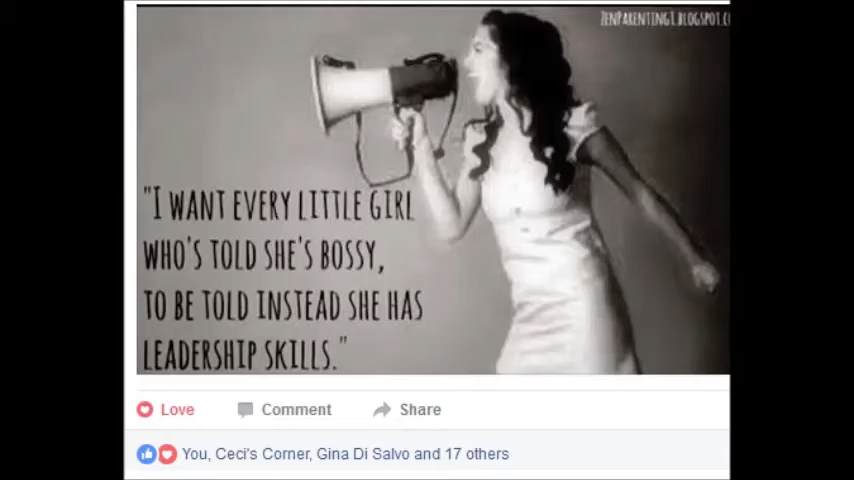 ZENPARENTING1.BLOGSPOT.CO
"I WANT EVERY LITTLE GIRL
WHO'S TOLD SHE'S BOSSY,
TO BE TOLD INSTEAD SHE HAS
LEADERSHIP SKILLS."
Love Comment Share
You, Ceci's Corner, Gina Di Salvo and 17 others